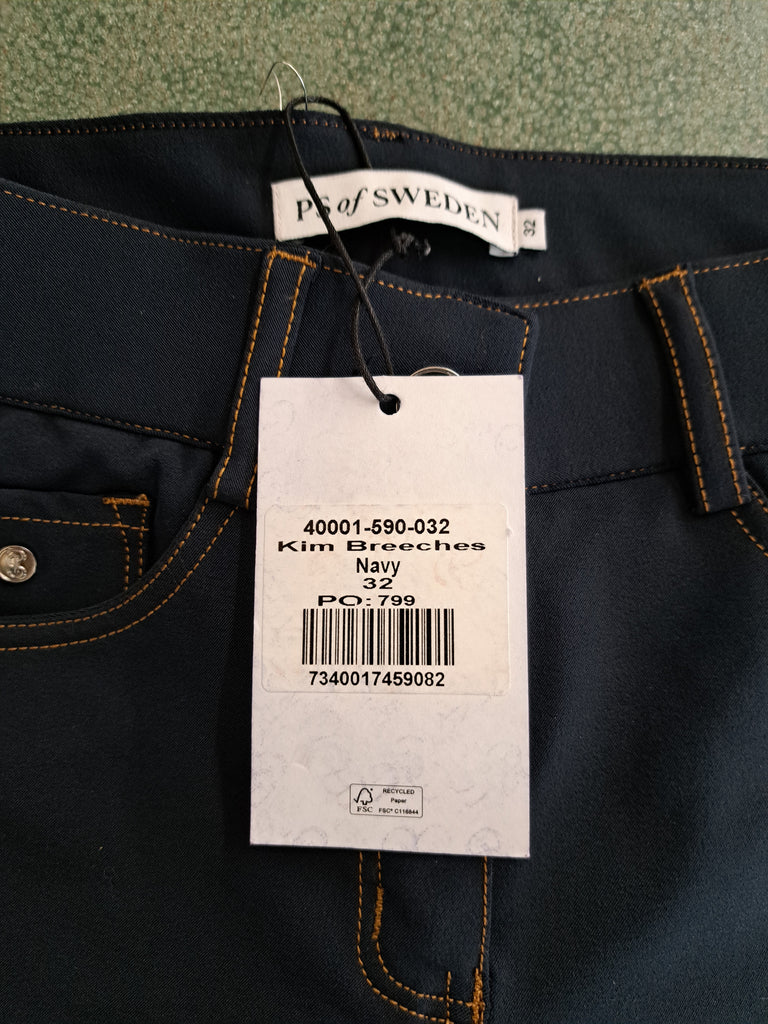 PS of SWEDEN
32
40001-590-032
Kim Breeches
Navy
32
PO: 799
7340017459082
FSC
RECYCLED
Paper
FSC® C116844